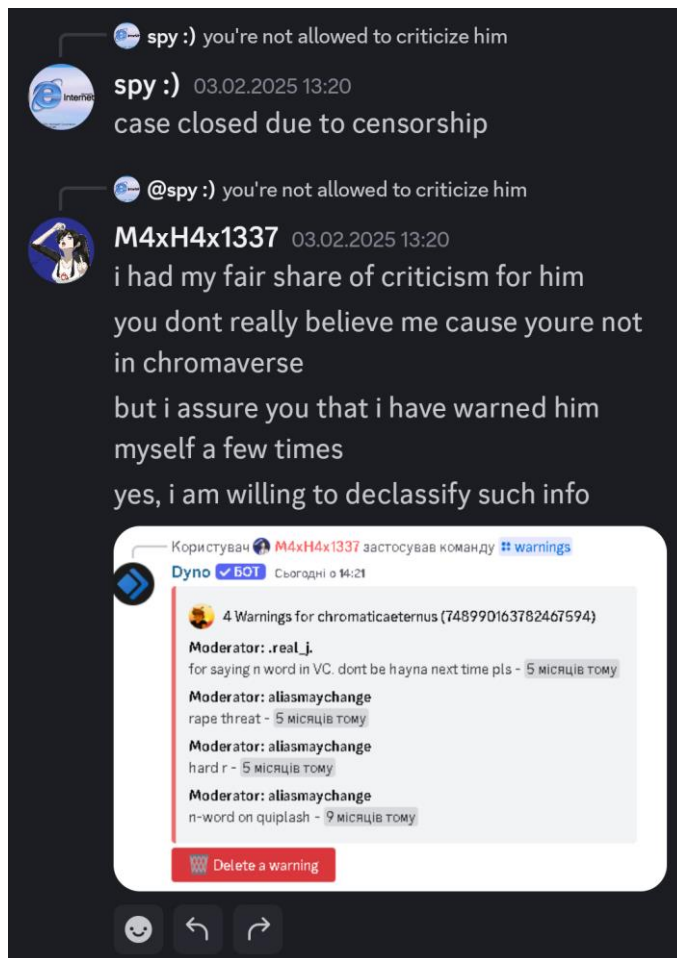 spy :) you're not allowed to criticize him
spy :) 03.02.2025 13:20
Internet
case closed due to censorship
@spy :) you're not allowed to criticize him
M4xH4x1337 03.02.2025 13:20
i had my fair share of criticism for him
you dont really believe me cause youre not
in chromaverse
but i assure you that i have warned him
myself a few times
yes, i am willing to declassify such info
Користувач M4xH4x1337 застосував команду warnings
Dyno БОТ Сьогодні о 14:21
4 Warnings for chromaticaeternus (748990163782467594)
Moderator: .real_j.
for saying n word in VC. dont be hayna next time pls - 5 місяців тому
Moderator: aliasmaychange
rape threat - 5 місяців тому
Moderator: aliasmaychange
hard r - 5 місяців тому
Moderator: aliasmaychange
n-word on quiplash - 9 місяців тому
Delete a warning